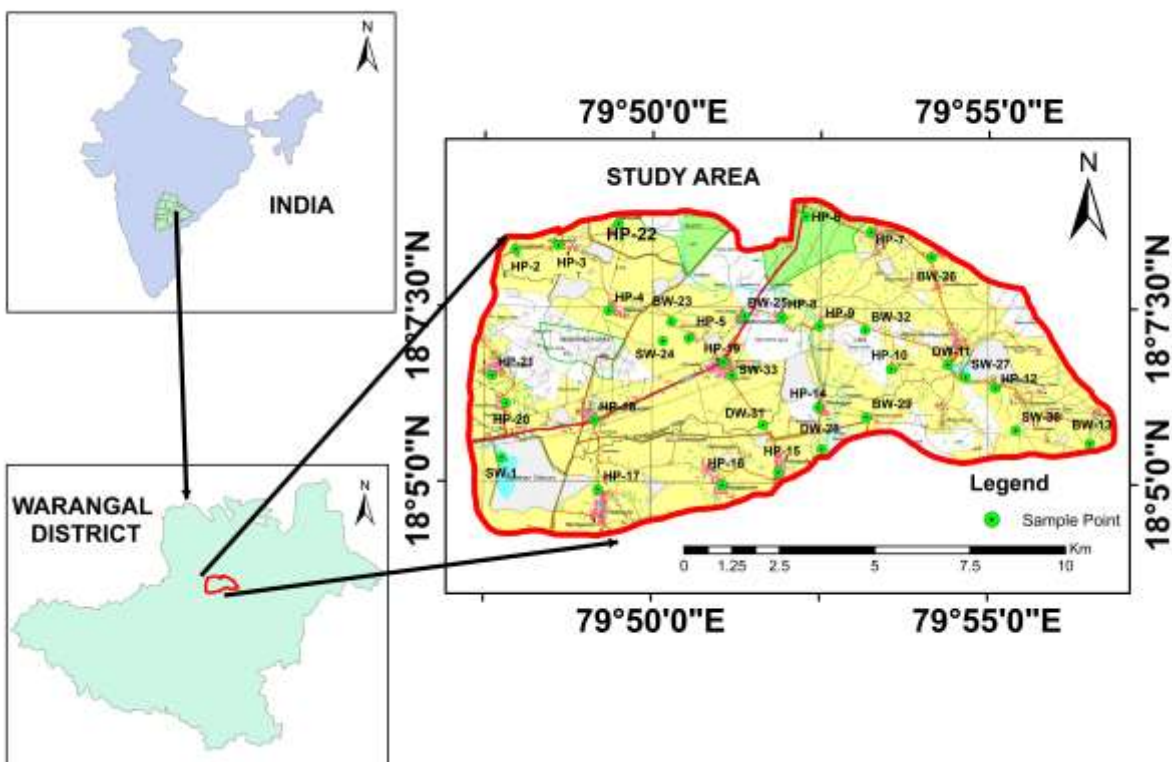 N
INDIA
WARANGAL
DISTRICT
N
79°50'0"E
79°55'0"E
STUDY AREA
N
18°7'30"N
18°5'0"N
HP-22
HP-6
HP-7
HP-2
HP-3
BW-26
HP-4
BW-23
BW-25
HP-8
HP-9
BW-32
HP-5
SW-24
HP-19
SW-33
HP-10
DW-11
SW-27
HP-12
HP-21
HP-20
HP-18
HP-14
BW-29
DW-31
DW-28
BW-13
SW-1
HP-17
HP-16
HP-15
Legend
Sample Point
Km
0 1.25 2.5 5 7.5 10
18°7'30"N
18°5'0"N
79°50'0"E
79°55'0"E